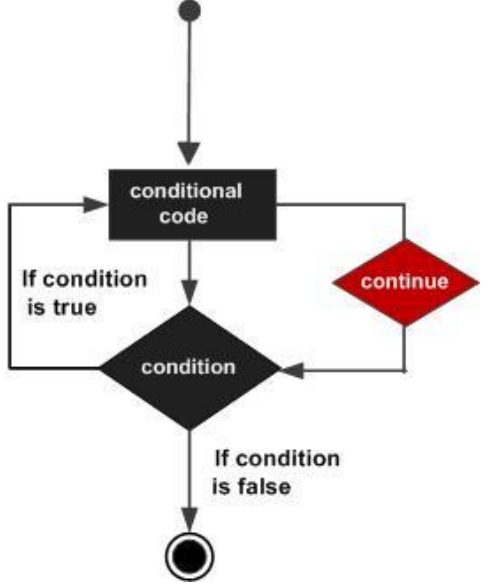 conditional
code
continue
If condition
is true
condition
If condition
is false